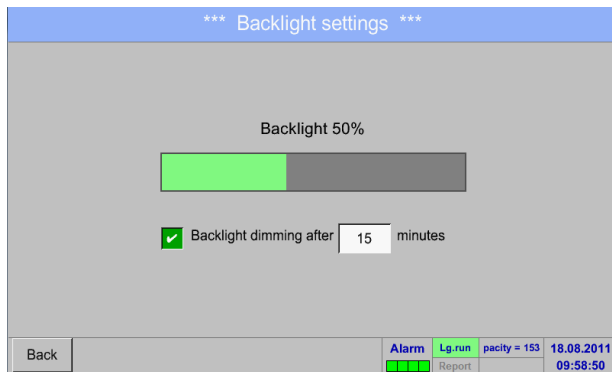 *** Backlight settings ***
Backlight 50%
Backlight dimming after 15 minutes
Back
Alarm Lg.run pacity = 153 18.08.2011
Report 09:58:50